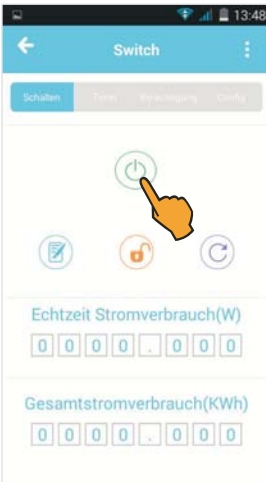 13:48
Switch
Schalten Timer Berechtigung Config
Echtzeit Stromverbrauch(W)
0 0 0 0 . 0 0 0
Gesamtstromverbrauch(KWh)
0 0 0 0 . 0 0 0